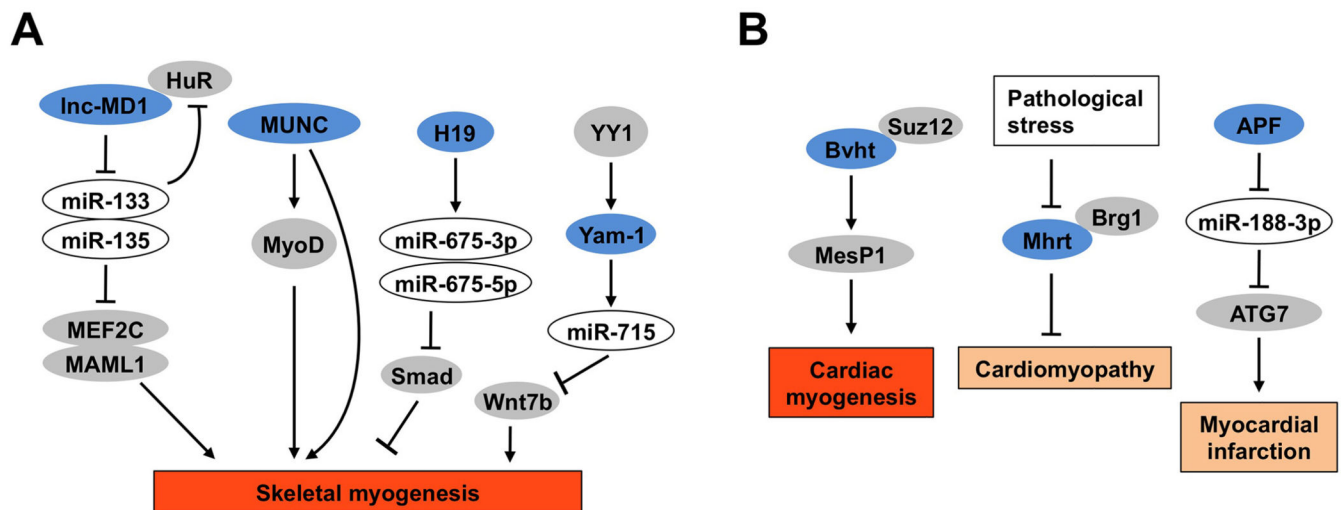 A
HuR
lnc-MD1
MUNC
H19
YY1
miR-133
miR-135
MyoD
miR-675-3p
miR-675-5p
Yam-1
miR-715
MEF2C
MAML1
Smad
Wnt7b
Skeletal myogenesis
B
Pathological
stress
Suz12
Bvht
APF
Brg1
Mhrt
miR-188-3p
MesP1
ATG7
Cardiac
myogenesis
Cardiomyopathy
Myocardial
infarction